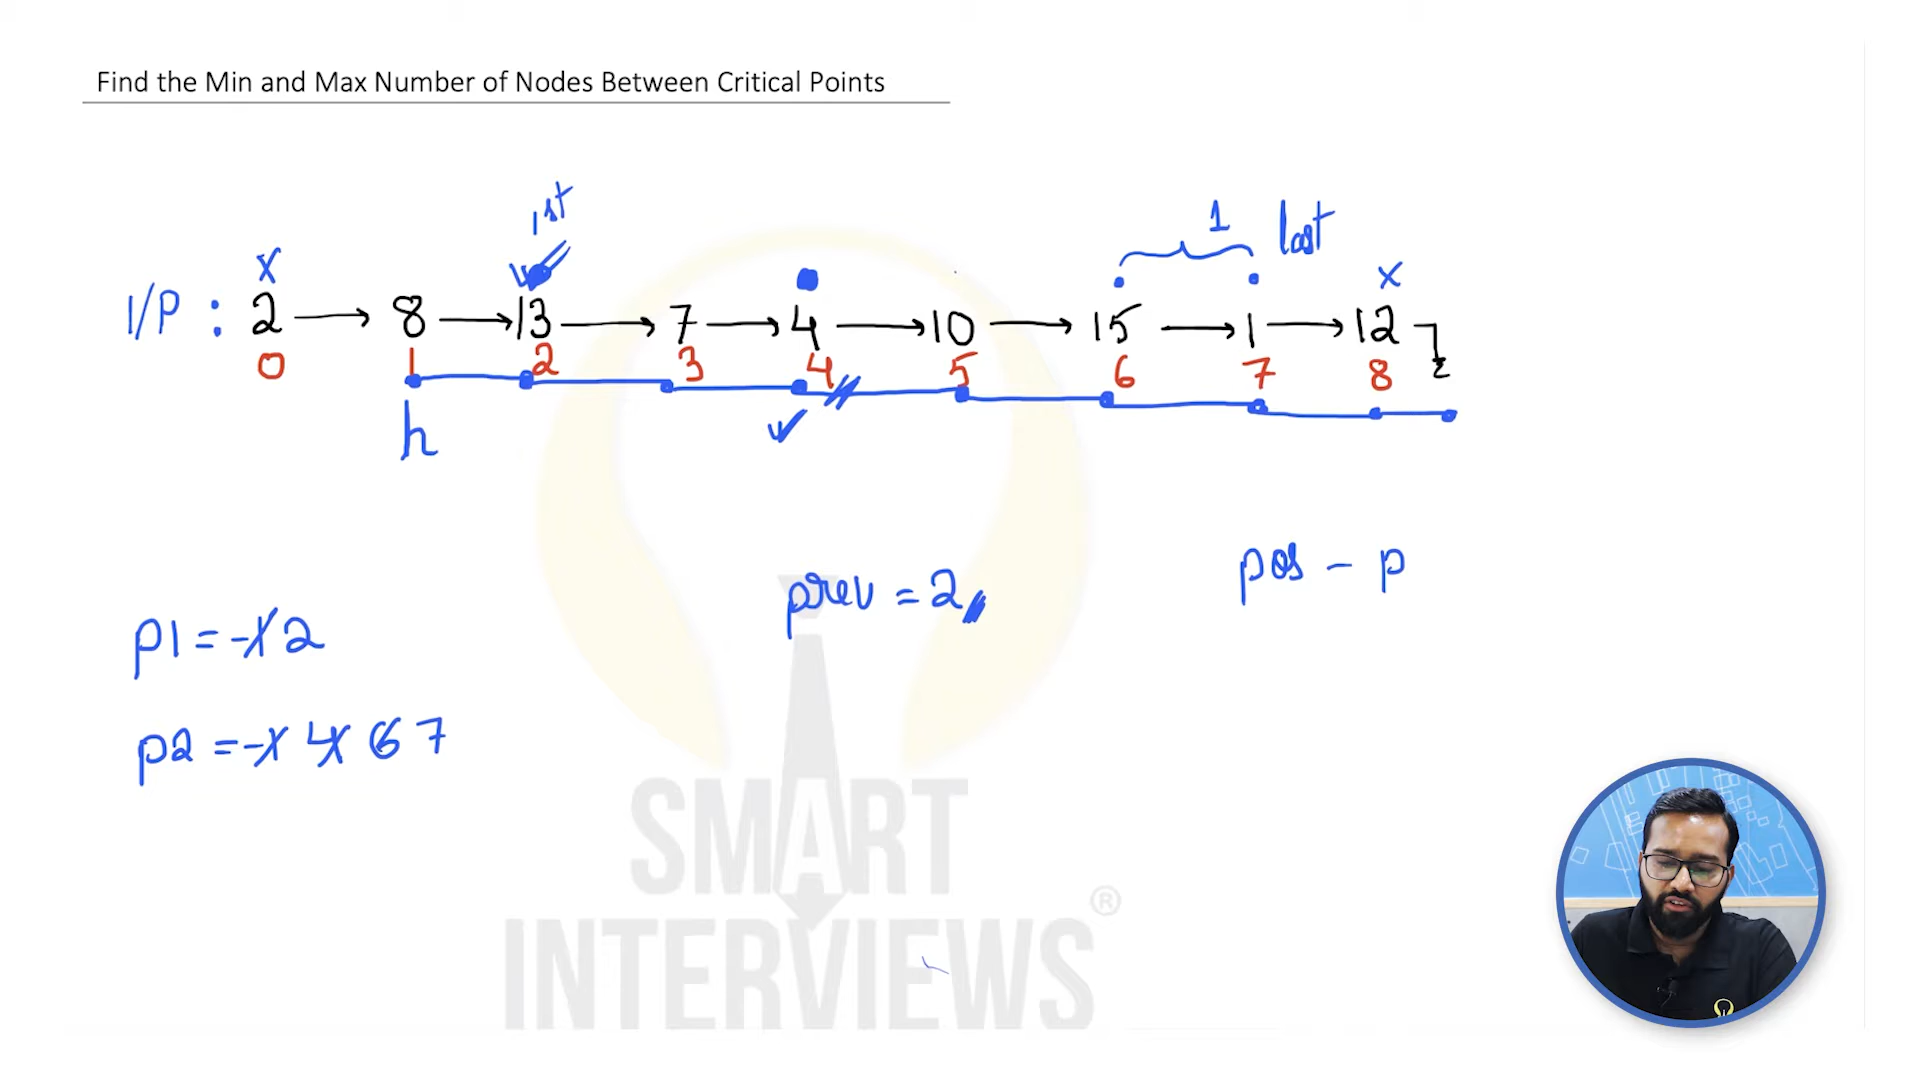 Find the Min and Max Number of Nodes Between Critical Points
1st
1 last
x x
I/P : 2 → 8 → 13 → 7 → 4 → 10 → 15 → 1 → 12
0 1 2 3 4 5 6 7 8
h
pos - p
prev = 2
p1 = -1 2
p2 = -1 4 6 7
SMART
INTERVIEWS®